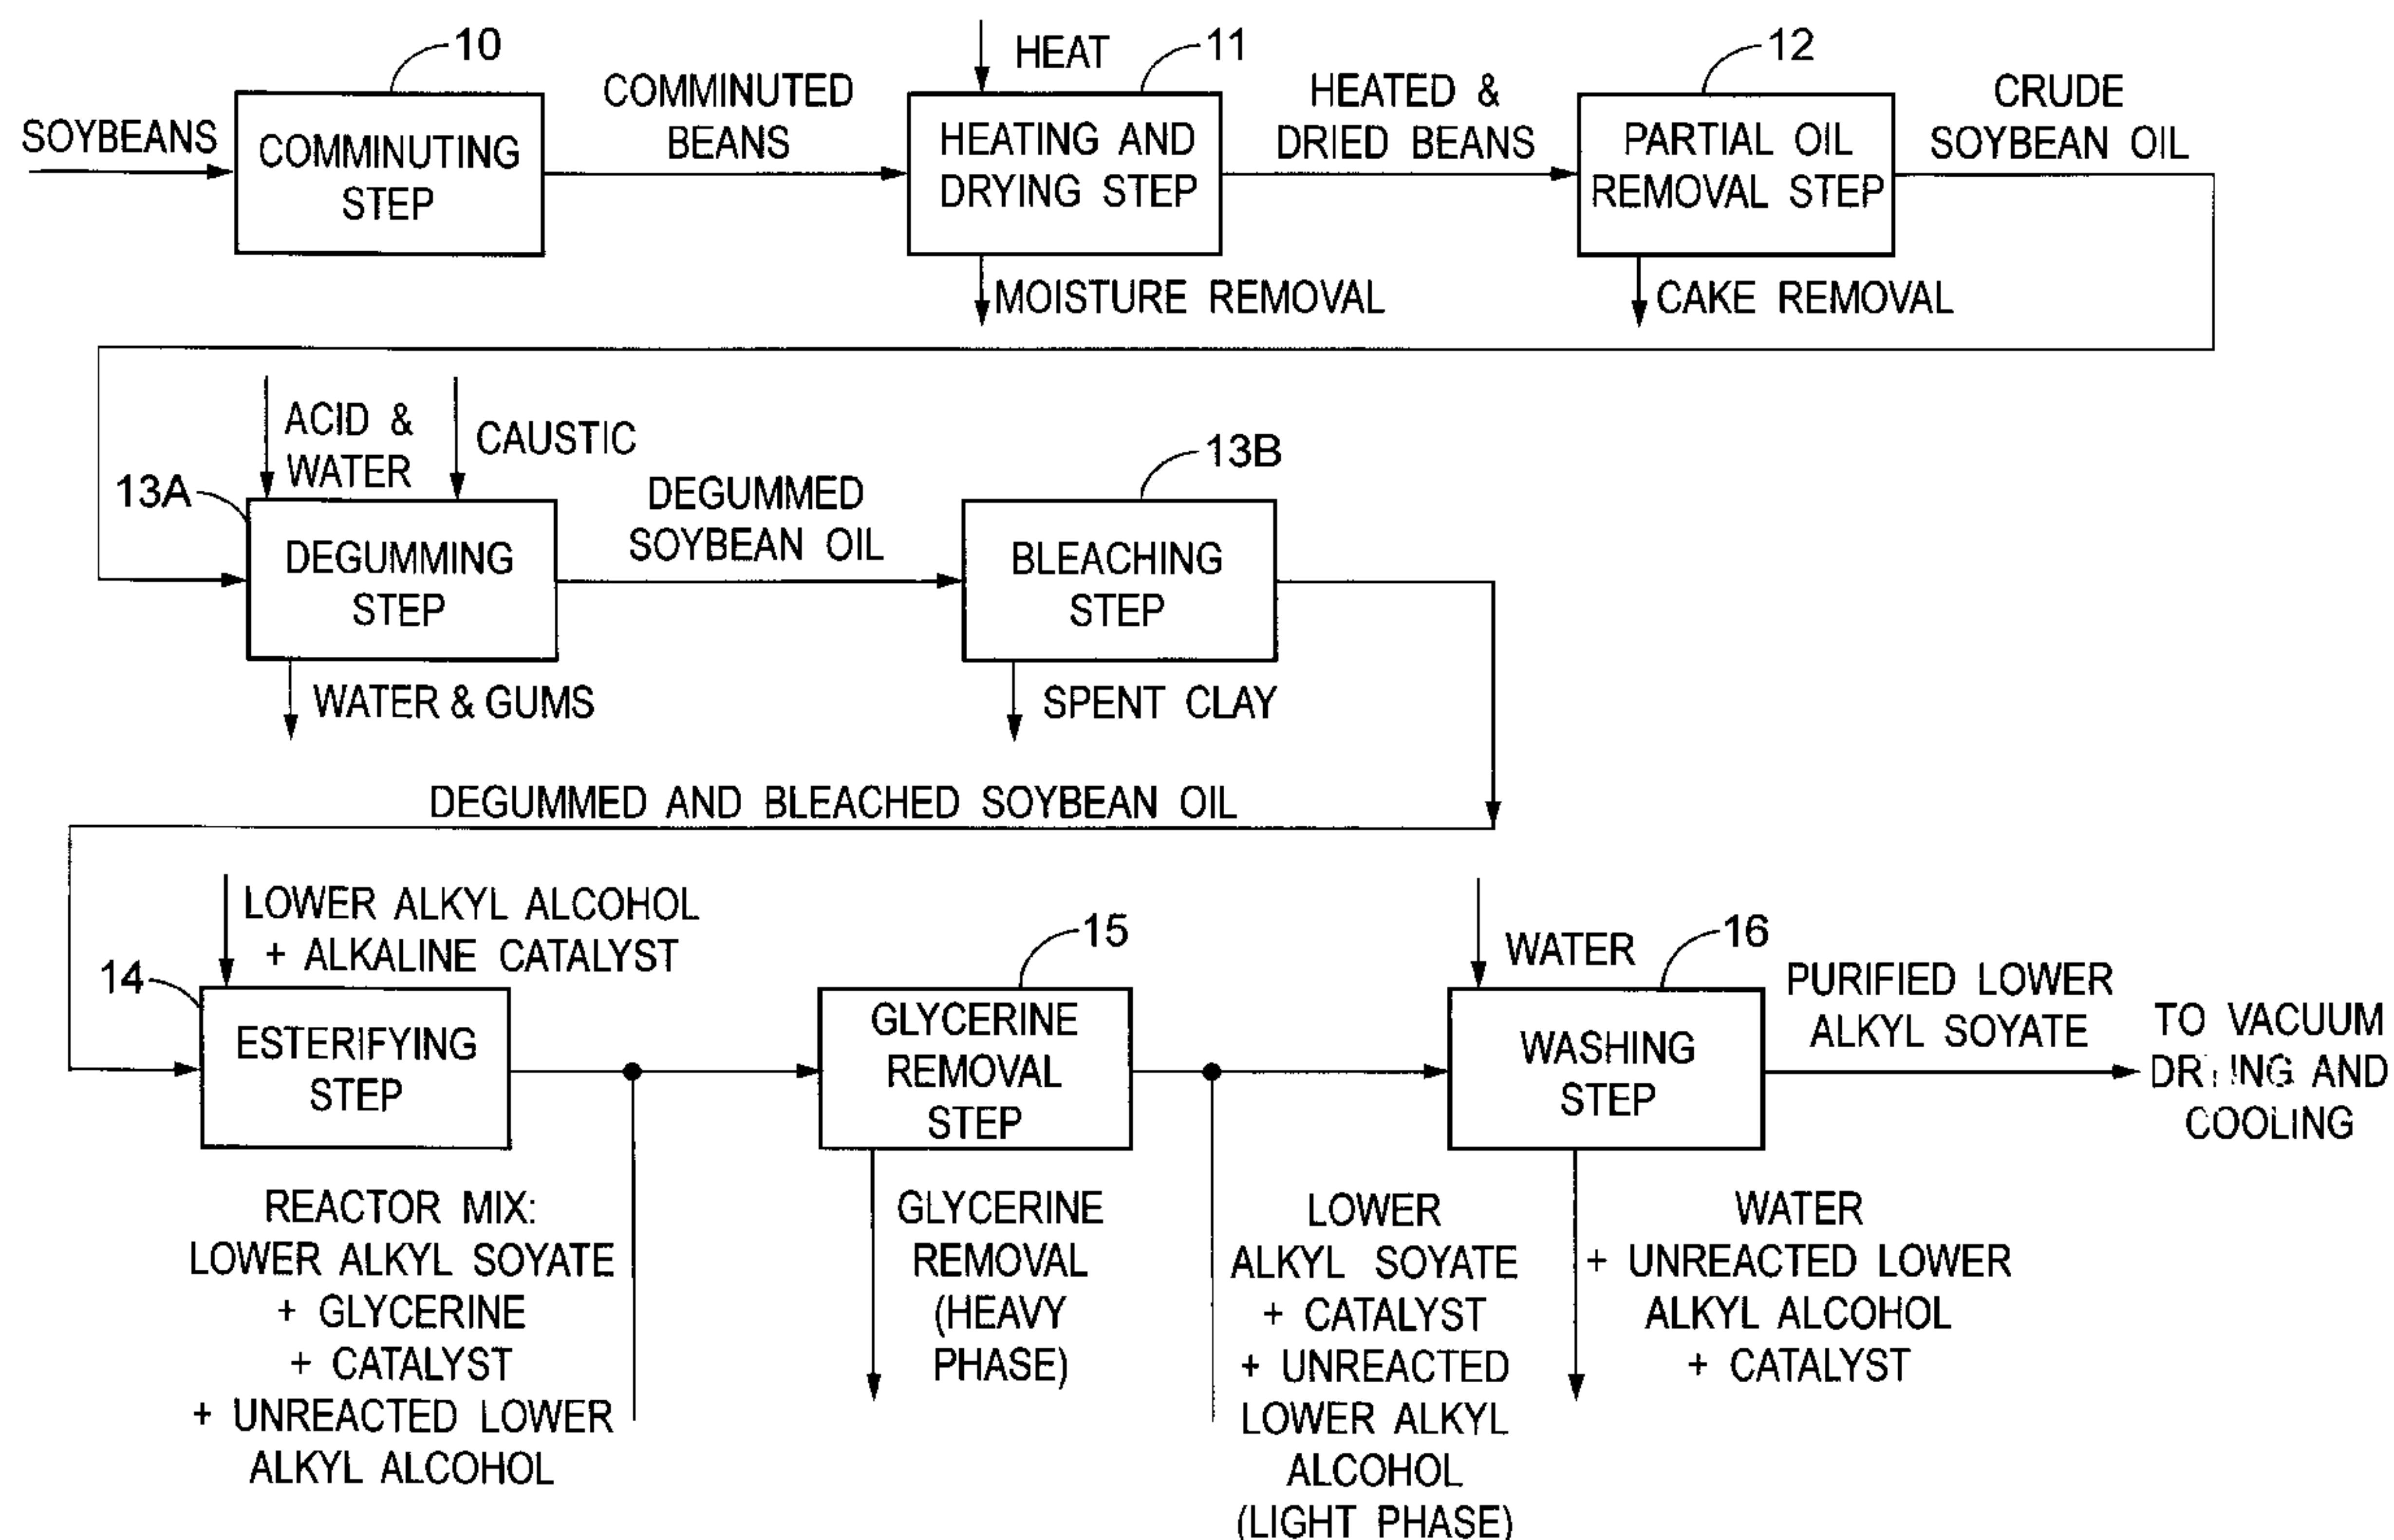 10
HEAT
11
12
SOYBEANS
COMMINUTING
STEP
COMMINUTED
BEANS
HEATING AND
DRYING STEP
HEATED &
DRIED BEANS
PARTIAL OIL
REMOVAL STEP
CRUDE
SOYBEAN OIL
MOISTURE REMOVAL
CAKE REMOVAL
ACID &
WATER
CAUSTIC
13A
13B
DEGUMMING
STEP
DEGUMMED
SOYBEAN OIL
BLEACHING
STEP
WATER & GUMS
SPENT CLAY
DEGUMMED AND BLEACHED SOYBEAN OIL
LOWER ALKYL ALCOHOL
+ ALKALINE CATALYST
14
15
WATER
16
ESTERIFYING
STEP
GLYCERINE
REMOVAL
STEP
WASHING
STEP
PURIFIED LOWER
ALKYL SOYATE
TO VACUUM
AND
COOLING
REACTOR MIX:
LOWER ALKYL SOYATE
+ GLYCERINE
+ CATALYST
+ UNREACTED LOWER
ALKYL ALCOHOL
GLYCERINE
REMOVAL
(HEAVY
PHASE)
LOWER
ALKYL SOYATE
+ CATALYST
+ UNREACTED
LOWER ALKYL
ALCOHOL
(LIGHT PHASE)
WATER
+ UNREACTED LOWER
ALKYL ALCOHOL
+ CATALYST